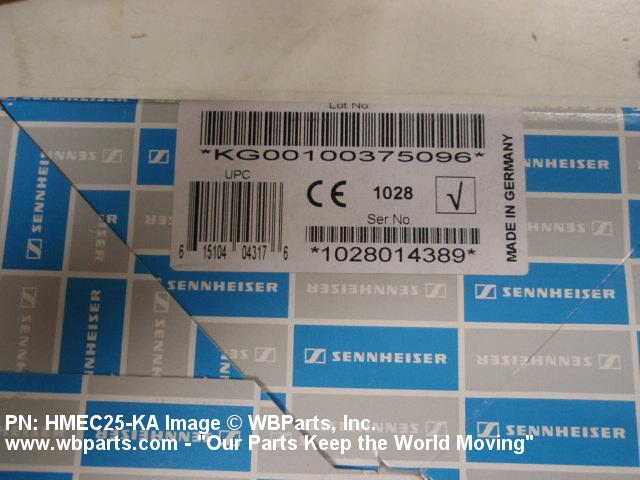 Lot No
*KG00100375096*
UPC
6 15104 04317 6
CE 1028 √
Ser.No.
*1028014389*
MADE IN GERMANY
SENNHEISER
SENNHEISER
SENNHEISER
SENNHEISER
SENNHEISER
SENNHEISER
SENNHEISER
SENNHEISER
PN: HMEC25-KA Image © WBParts, Inc.
www.wbparts.com - "Our Parts Keep the World Moving"